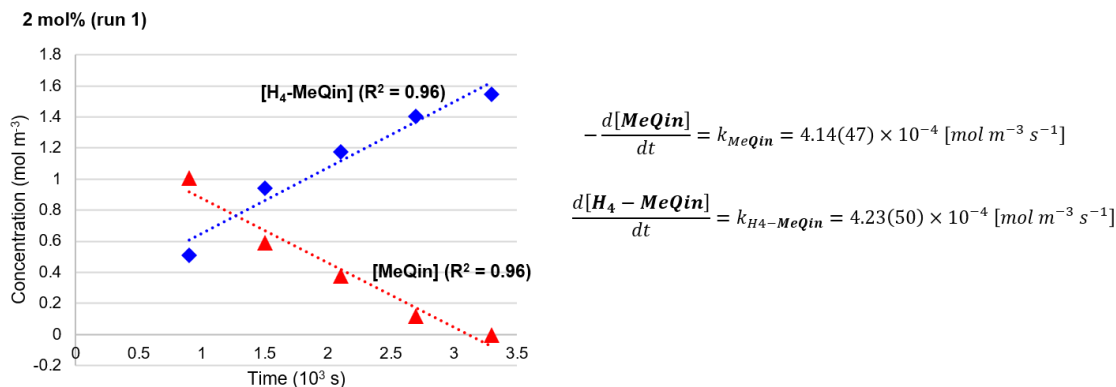 2 mol% (run 1)
Concentration (mol m⁻³)
1.8
1.6
1.4
1.2
1
0.8
0.6
0.4
0.2
0
-0.2
[H₄-MeQin] (R² = 0.96)
[MeQin] (R² = 0.96)
0 0.5 1 1.5 2 2.5 3 3.5
Time (10³ s)
− d[MeQin]/dt = k_MeQin = 4.14(47) × 10⁻⁴ [mol m⁻³ s⁻¹]
d[H₄ − MeQin]/dt = k_H4−MeQin = 4.23(50) × 10⁻⁴ [mol m⁻³ s⁻¹]